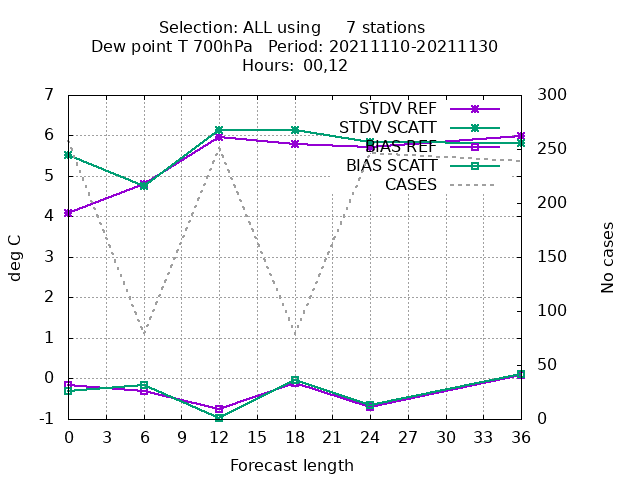 Selection: ALL using     7 stations
Dew point T 700hPa   Period: 20211110-20211130
Hours: 00,12
7
6
5
4
3
2
1
0
-1
300
250
200
150
100
50
0
STDV REF
STDV SCATT
BIAS REF
BIAS SCATT
CASES
deg C
No cases
0 3 6 9 12 15 18 21 24 27 30 33 36
Forecast length